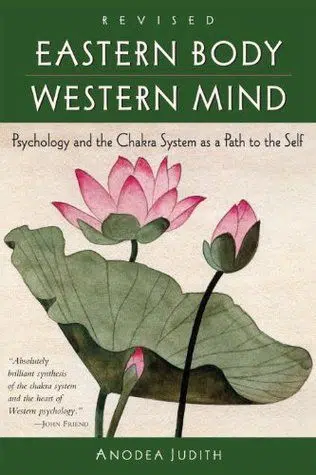 REVISED
EASTERN BODY
WESTERN MIND
Psychology and the Chakra System as a Path to the Self
"Absolutely
brilliant synthesis
of the chakra system
and the heart of
Western psychology."
—JOHN FRIEND
ANODEA JUDITH